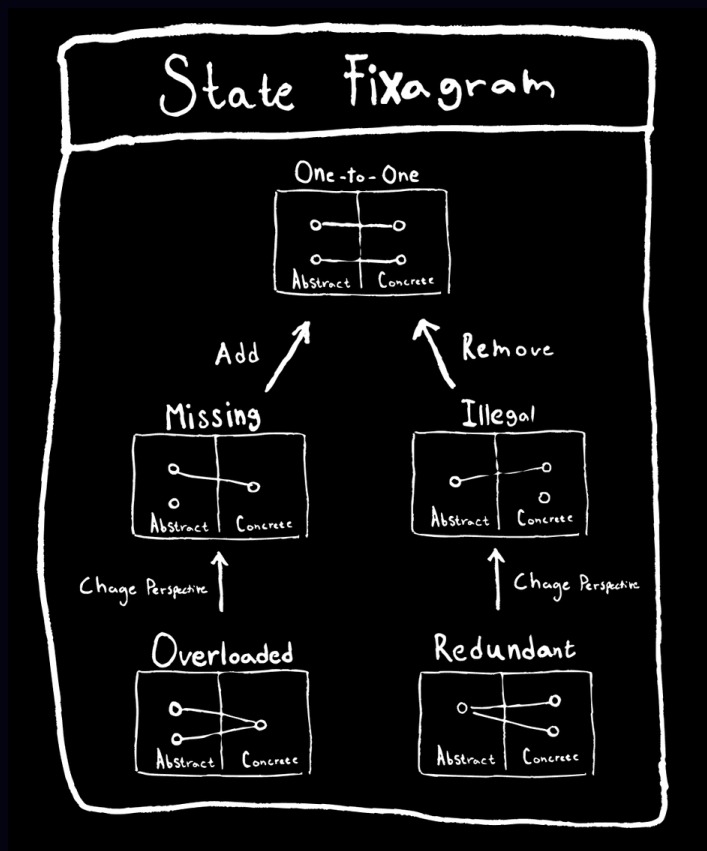 State Fixagram
One-to-One
Abstract Concrete
Add Remove
Missing Illegal
Abstract Concrete Abstract Concrete
Chage Perspective Chage Perspective
Overloaded Redundant
Abstract Concrete Abstract Concrete